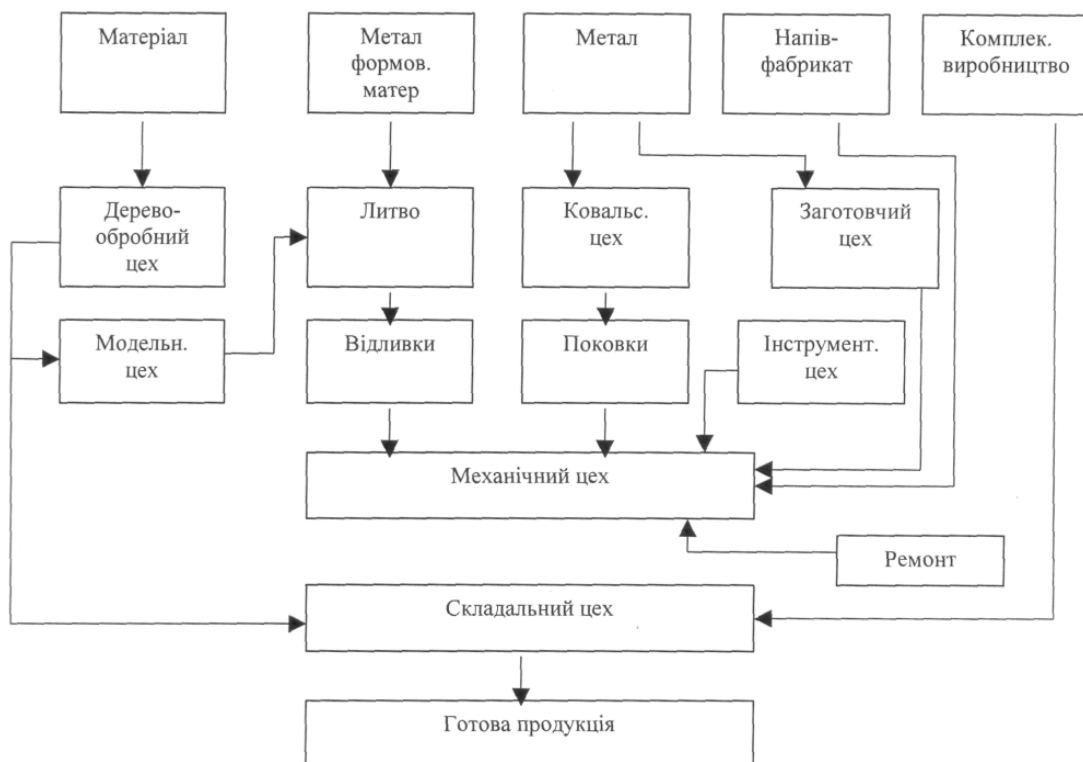 Матеріал
Метал
формов.
матер
Метал
Напів-
фабрикат
Комплек.
виробництво
Дерево-
обробний
цех
Литво
Ковальс.
цех
Заготовчий
цех
Модельн.
цех
Відливки
Поковки
Інструмент.
цех
Механічний цех
Ремонт
Складальний цех
Готова продукція